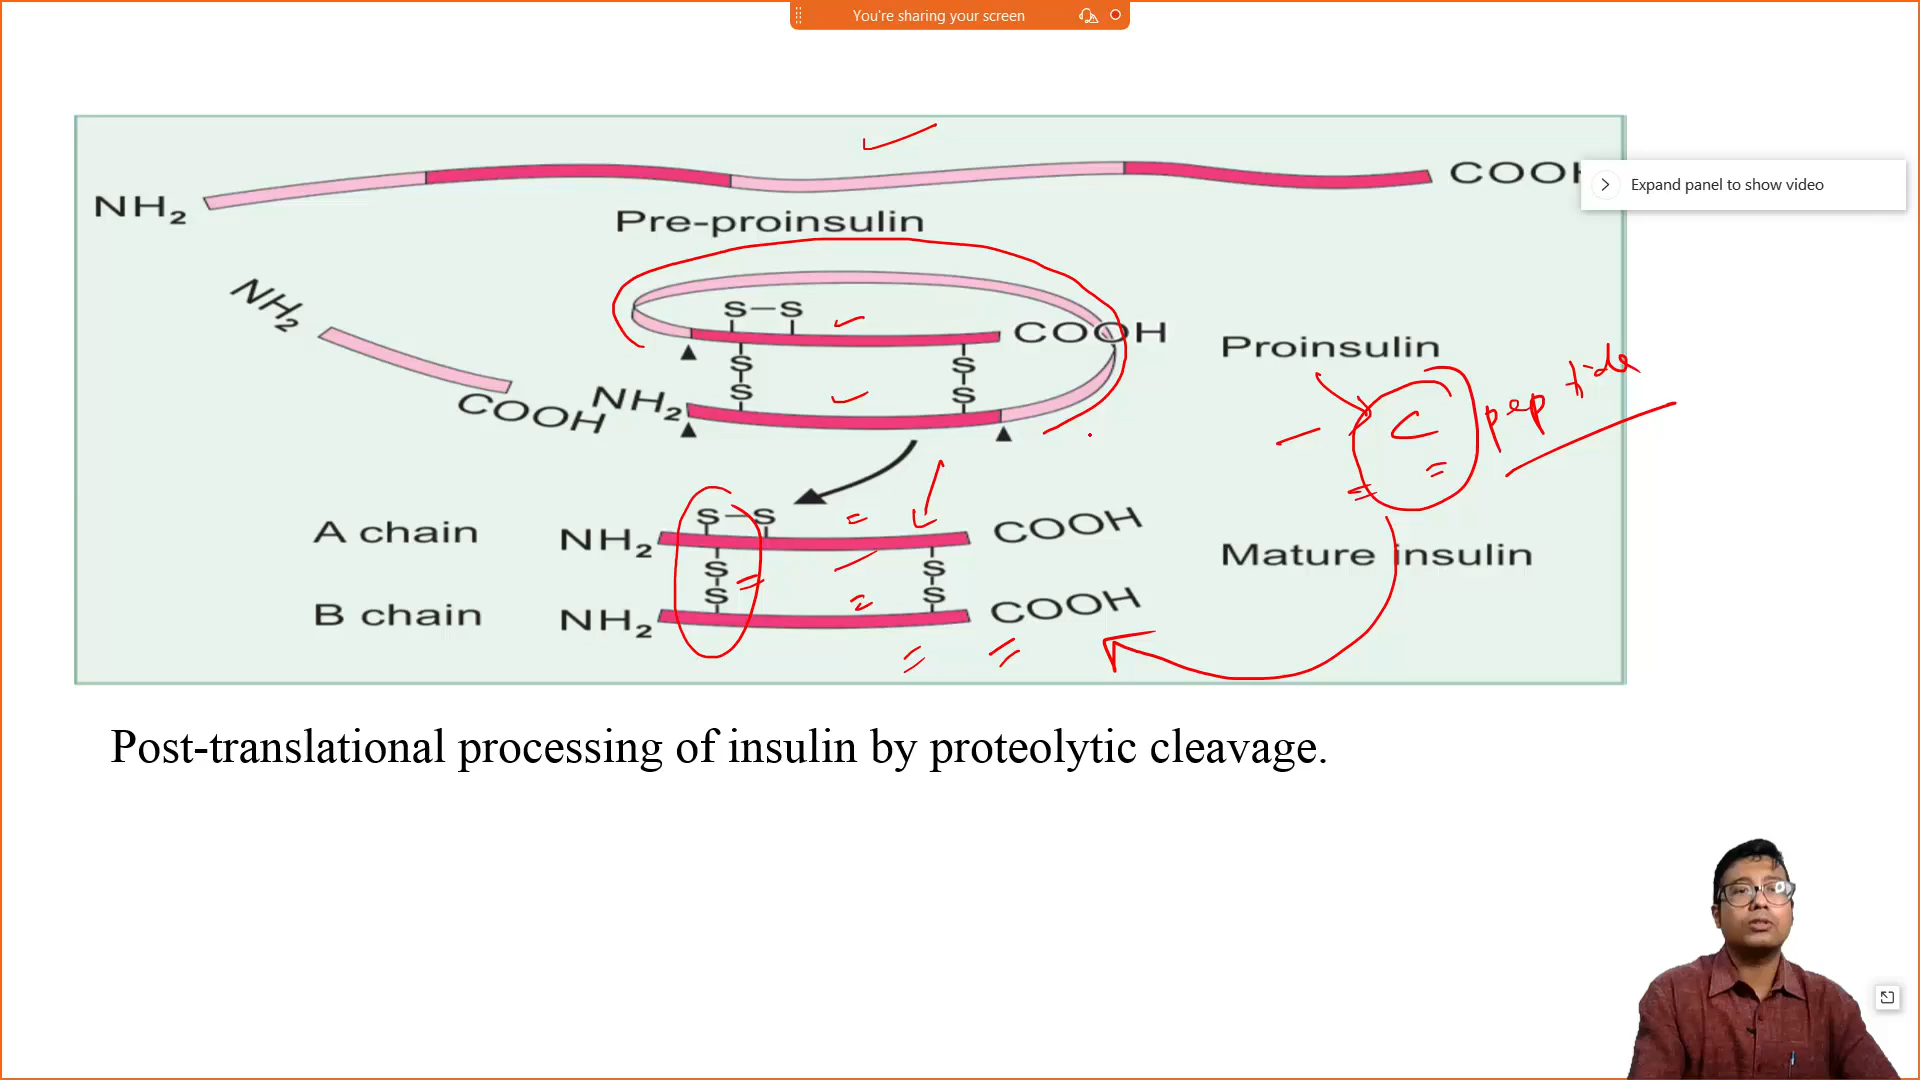 You're sharing your screen
NH₂
COOH
Expand panel to show video
Pre-proinsulin
NH₂
COOH
S–S
COOH
S
S
S
S
NH₂
Proinsulin
C peptide
A chain
NH₂
S–S
COOH
S
S
S
S
Mature insulin
B chain
NH₂
COOH
Post-translational processing of insulin by proteolytic cleavage.